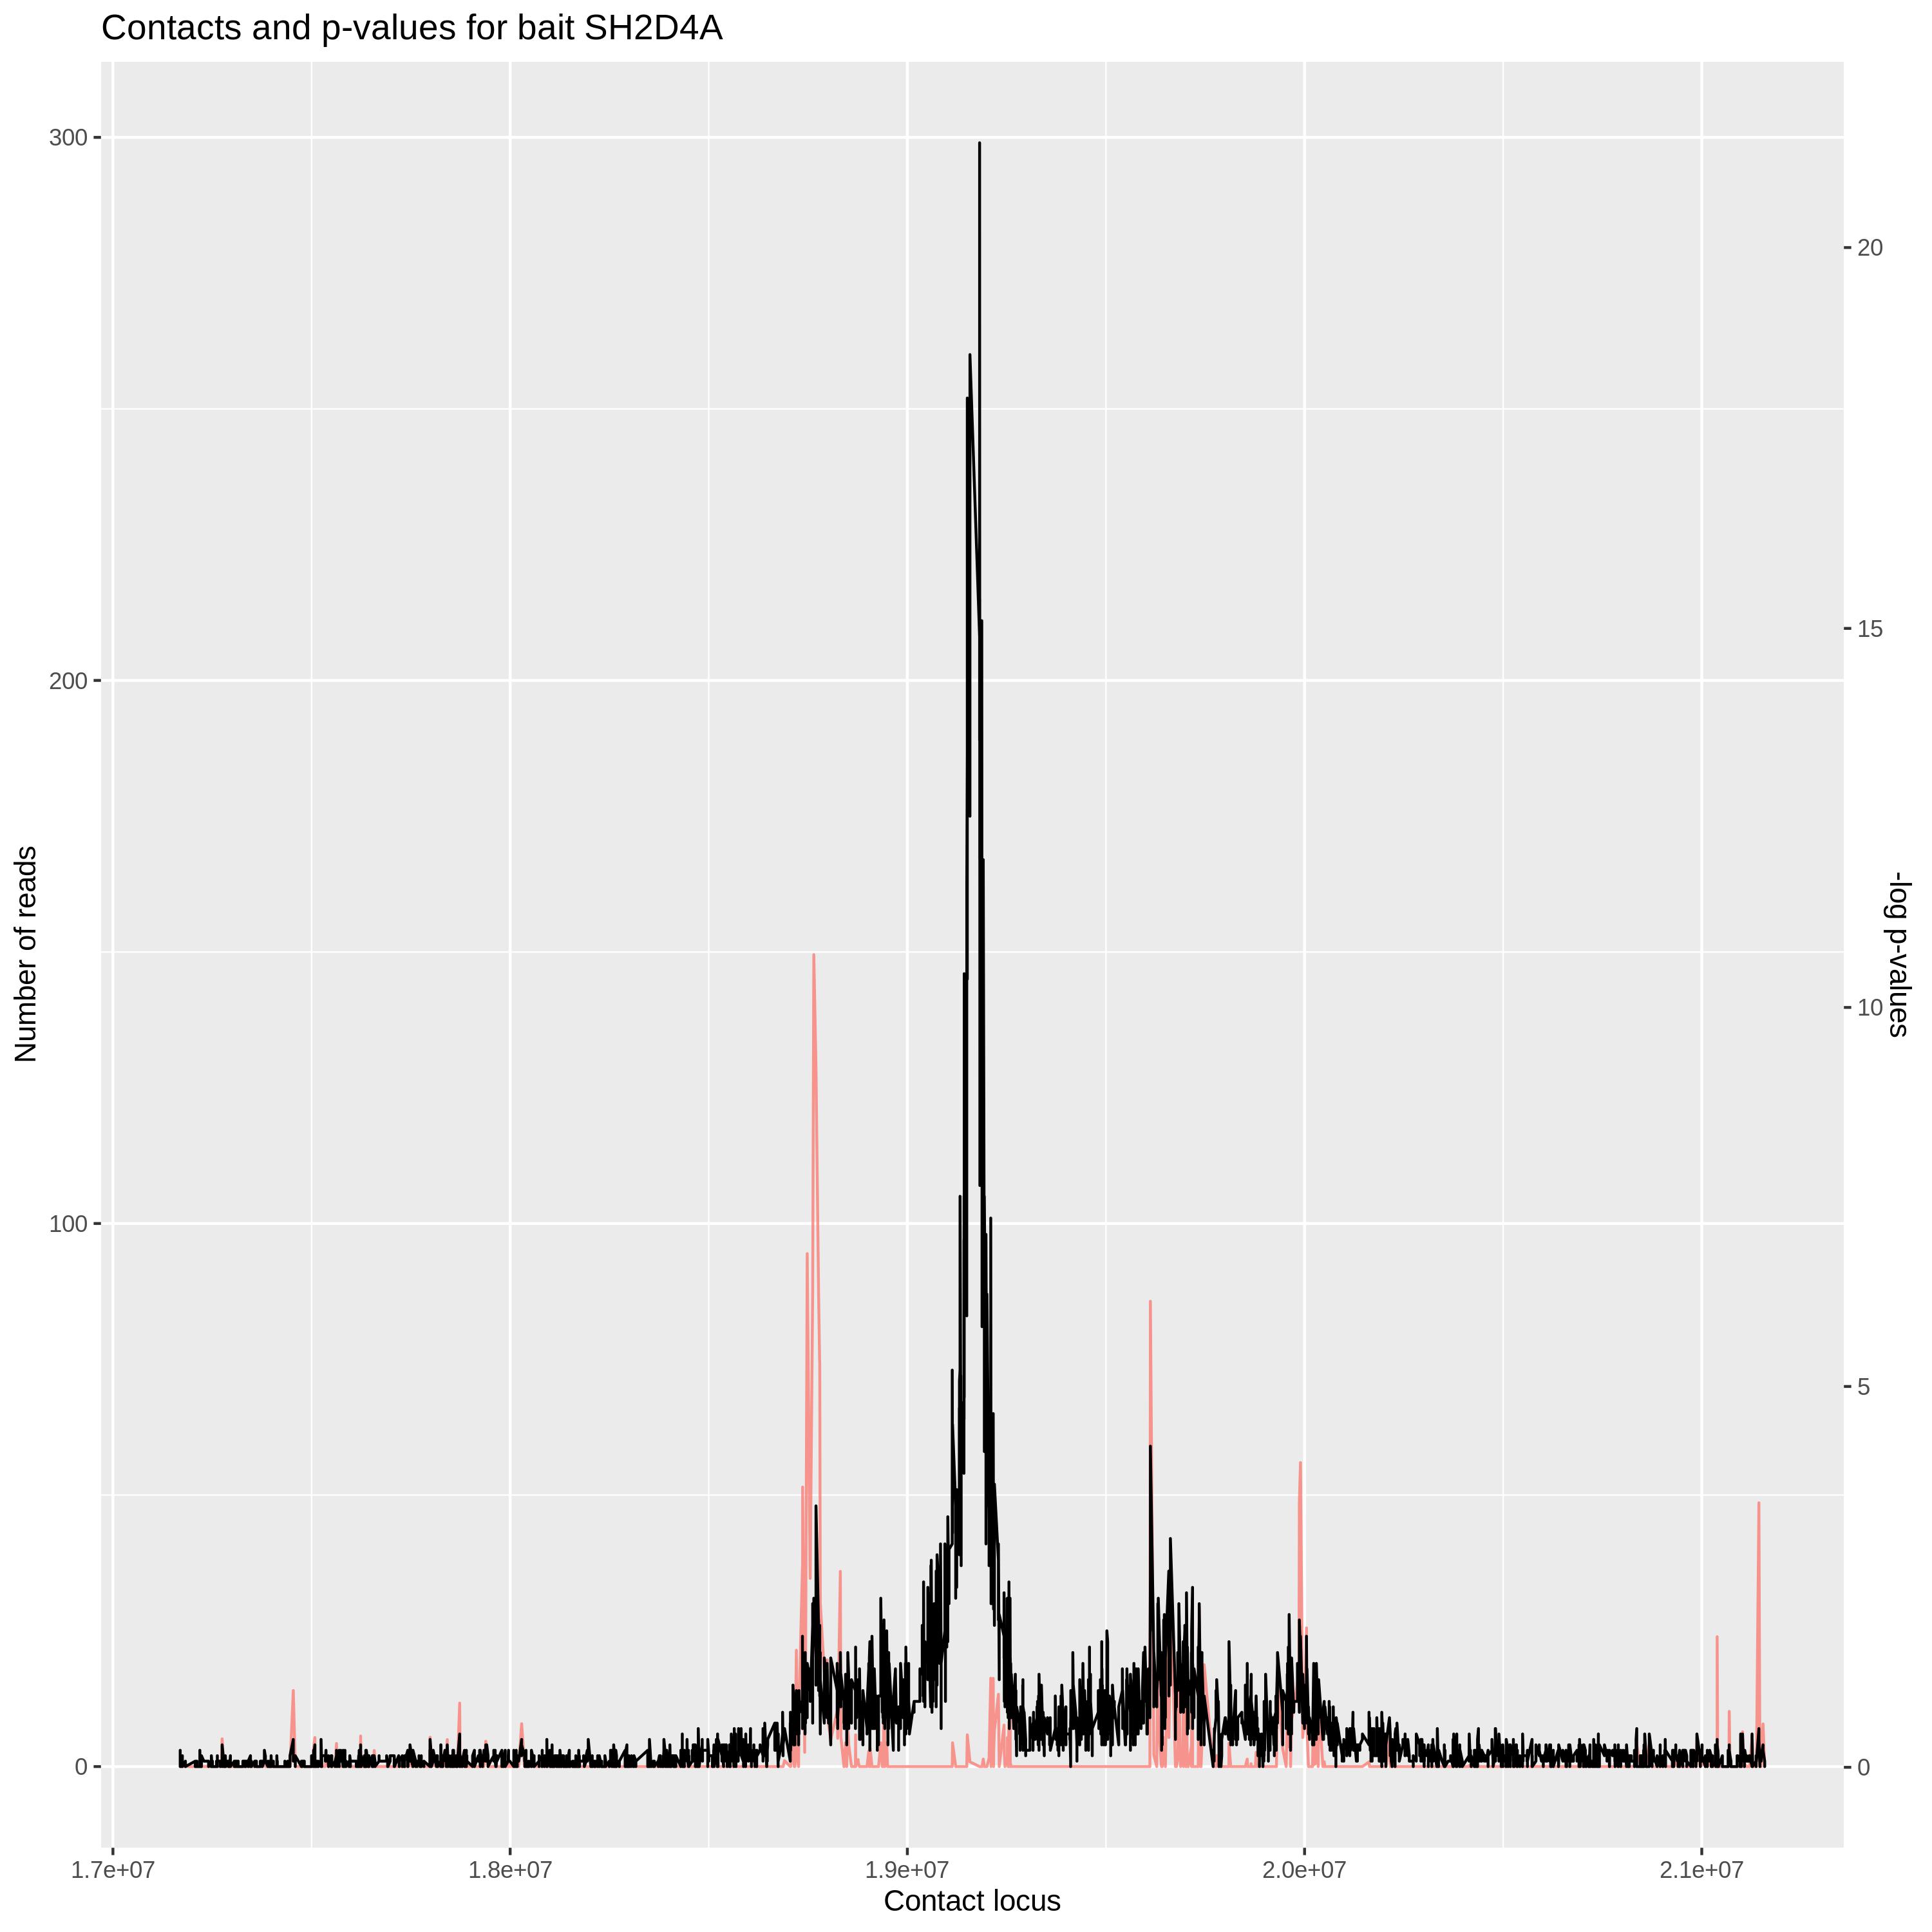 Contacts and p-values for bait SH2D4A
300
200
100
0
Number of reads
20
15
10
5
0
-log p-values
1.7e+07
1.8e+07
1.9e+07
2.0e+07
2.1e+07
Contact locus